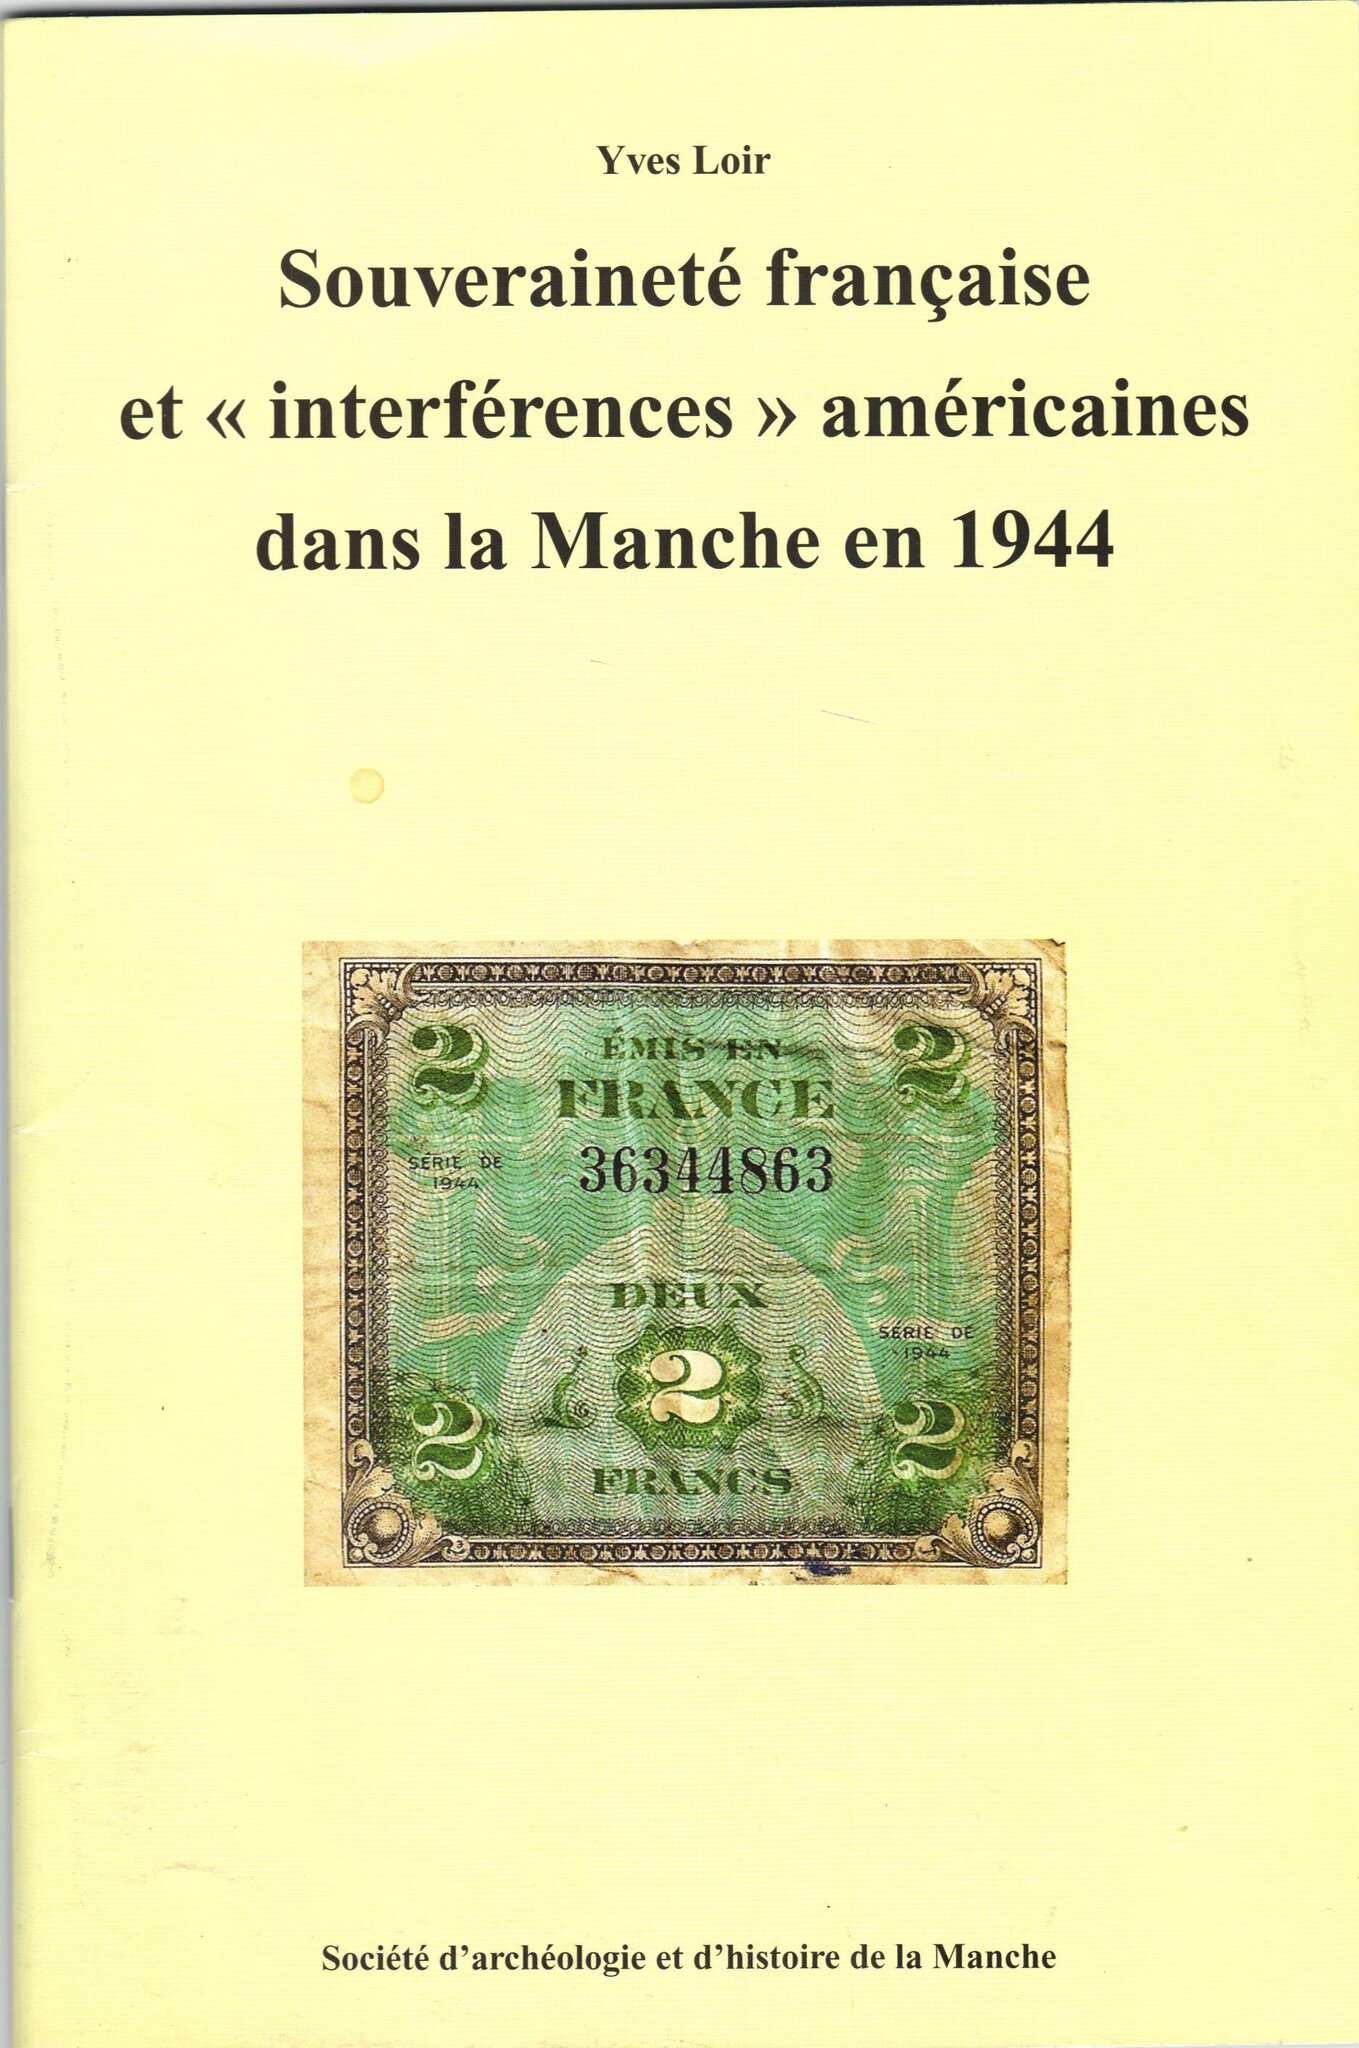 Yves Loir
Souveraineté française
et « interférences » américaines
dans la Manche en 1944
2
ÉMIS EN
2
FRANCE
SÉRIE DE
1944
36344863
DEUX
SÉRIE DE
1944
2
2
2
FRANCS
Société d’archéologie et d’histoire de la Manche